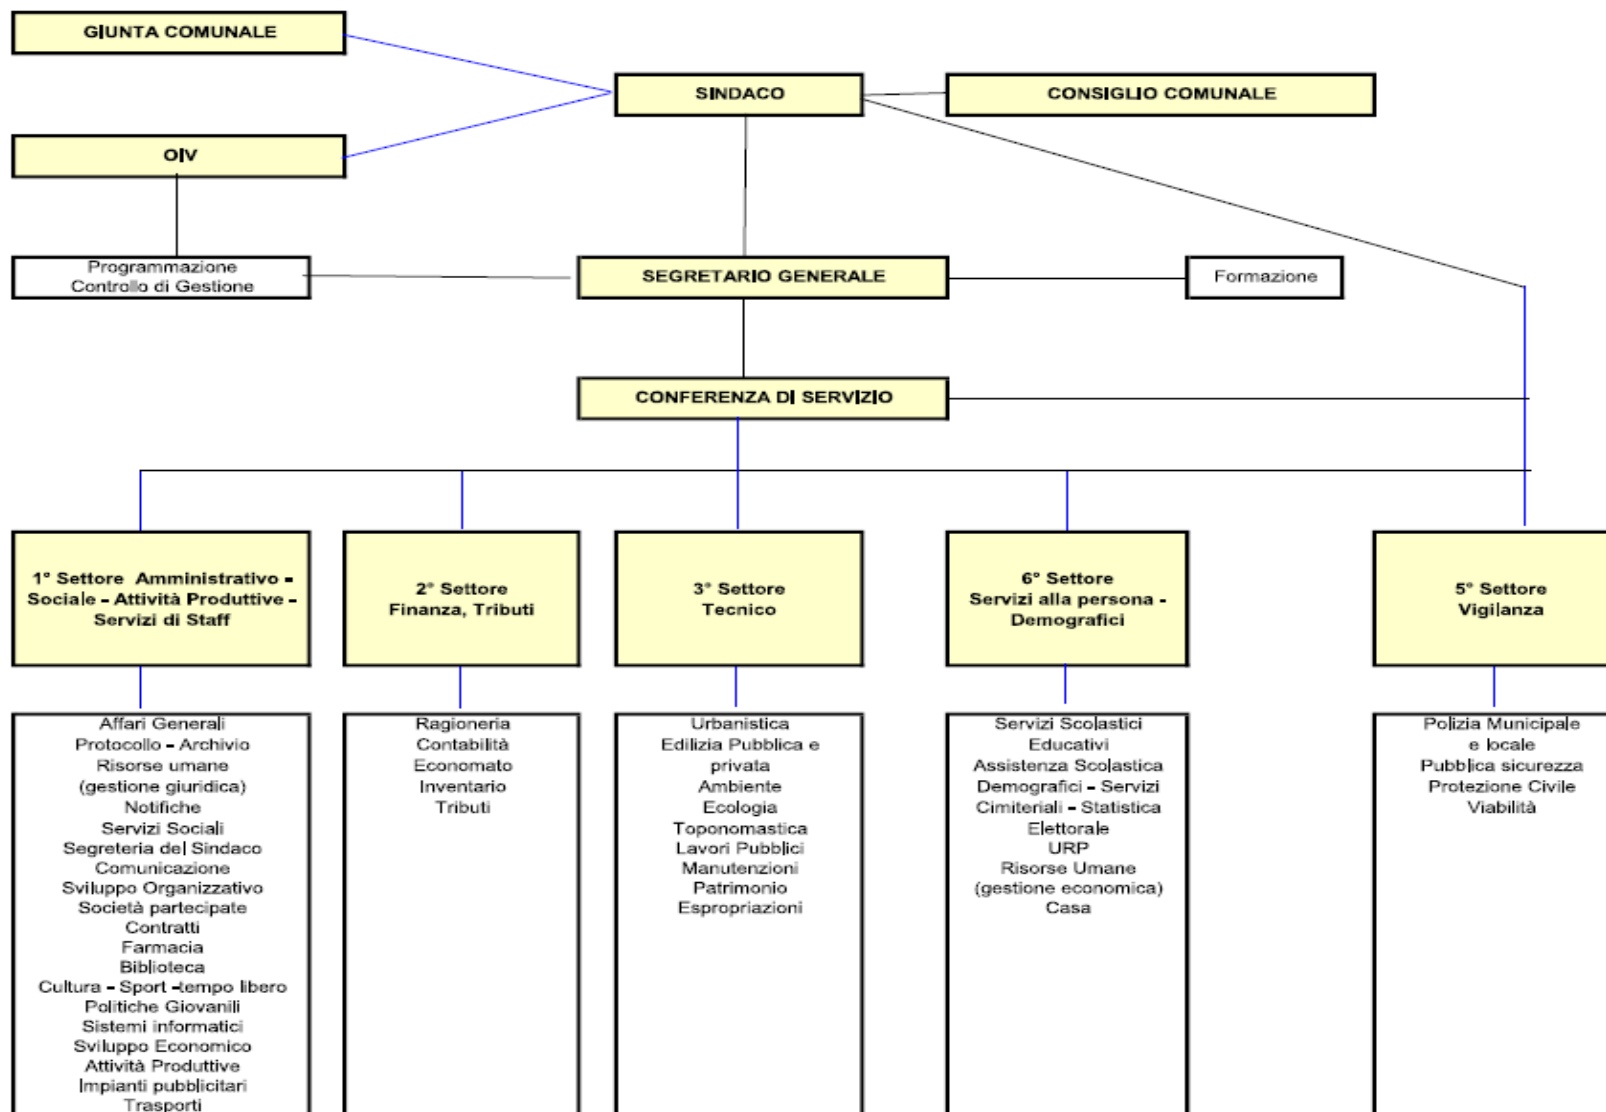 GIUNTA COMUNALE
SINDACO
CONSIGLIO COMUNALE
OIV
Programmazione
Controllo di Gestione
SEGRETARIO GENERALE
Formazione
CONFERENZA DI SERVIZIO
1° Settore Amministrativo -
Sociale - Attività Produttive -
Servizi di Staff
2° Settore
Finanza, Tributi
3° Settore
Tecnico
6° Settore
Servizi alla persona -
Demografici
5° Settore
Vigilanza
Affari Generali
Protocollo - Archivio
Risorse umane
(gestione giuridica)
Notifiche
Servizi Sociali
Segreteria del Sindaco
Comunicazione
Sviluppo Organizzativo
Società partecipate
Contratti
Farmacia
Biblioteca
Cultura - Sport -tempo libero
Politiche Giovanili
Sistemi informatici
Sviluppo Economico
Attività Produttive
Impianti pubblicitari
Trasporti
Ragioneria
Contabilità
Economato
Inventario
Tributi
Urbanistica
Edilizia Pubblica e
privata
Ambiente
Ecologia
Toponomastica
Lavori Pubblici
Manutenzioni
Patrimonio
Espropriazioni
Servizi Scolastici
Educativi
Assistenza Scolastica
Demografici - Servizi
Cimiteriali - Statistica
Elettorale
URP
Risorse Umane
(gestione economica)
Casa
Polizia Municipale
e locale
Pubblica sicurezza
Protezione Civile
Viabilità